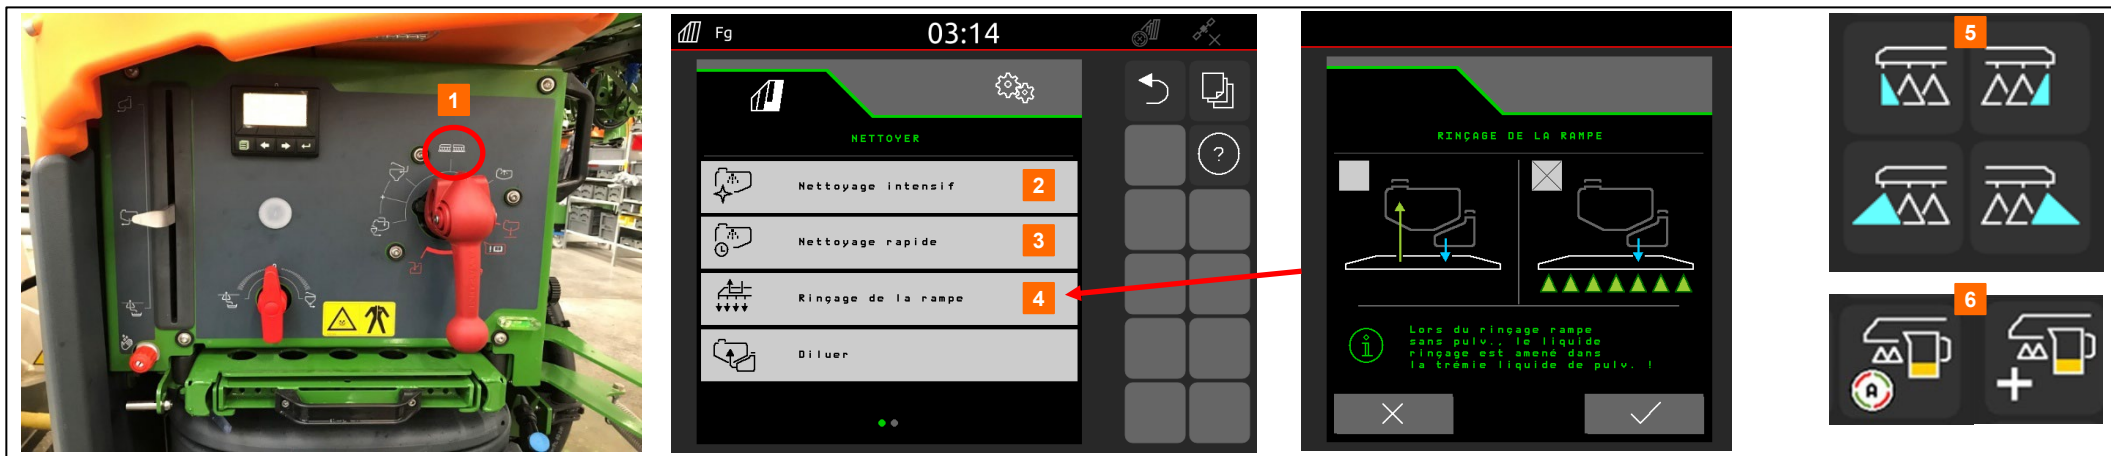 1
Fg
03:14
NETTOYER
Nettoyage intensif
2
Nettoyage rapide
3
Rinçage de la rampe
4
Diluer
?
RINÇAGE DE LA RAMPE
Lors du rinçage rampe
sans pulv., le liquide
rinçage est amené dans
la trémie liquide de pulv. !
5
6
A